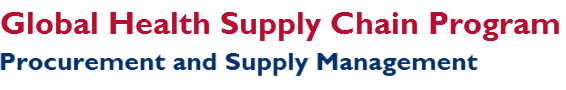 Global Health Supply Chain Program
Procurement and Supply Management